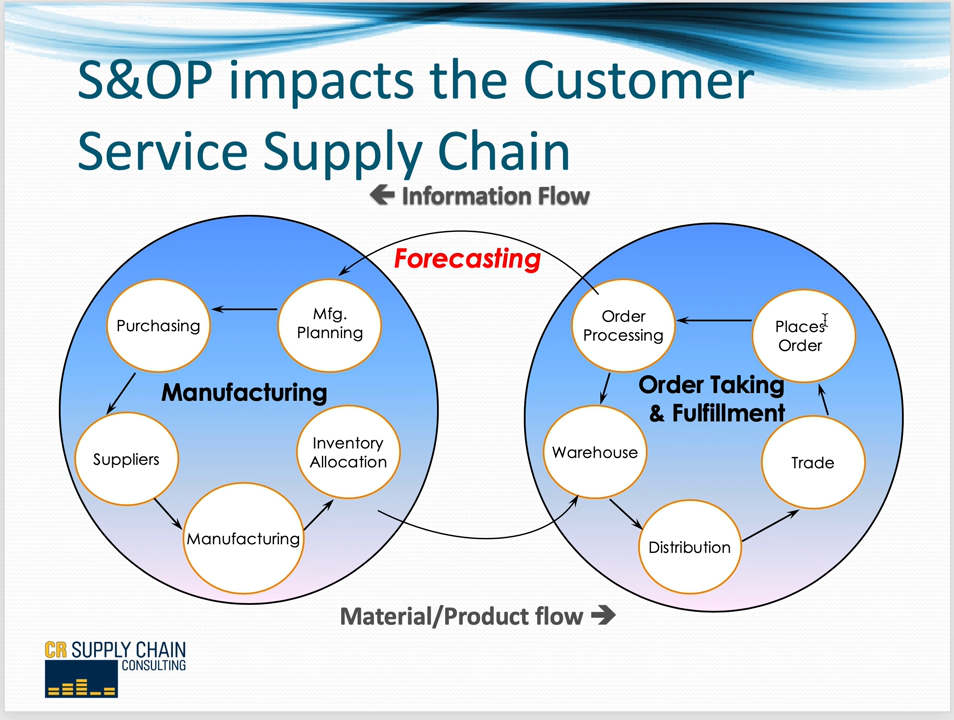 S&OP impacts the Customer
Service Supply Chain
← Information Flow
Forecasting
Purchasing
Mfg.
Planning
Manufacturing
Suppliers
Inventory
Allocation
Manufacturing
Order
Processing
Places
Order
Order Taking
& Fulfillment
Warehouse
Trade
Distribution
Material/Product flow →
CR SUPPLY CHAIN
CONSULTING